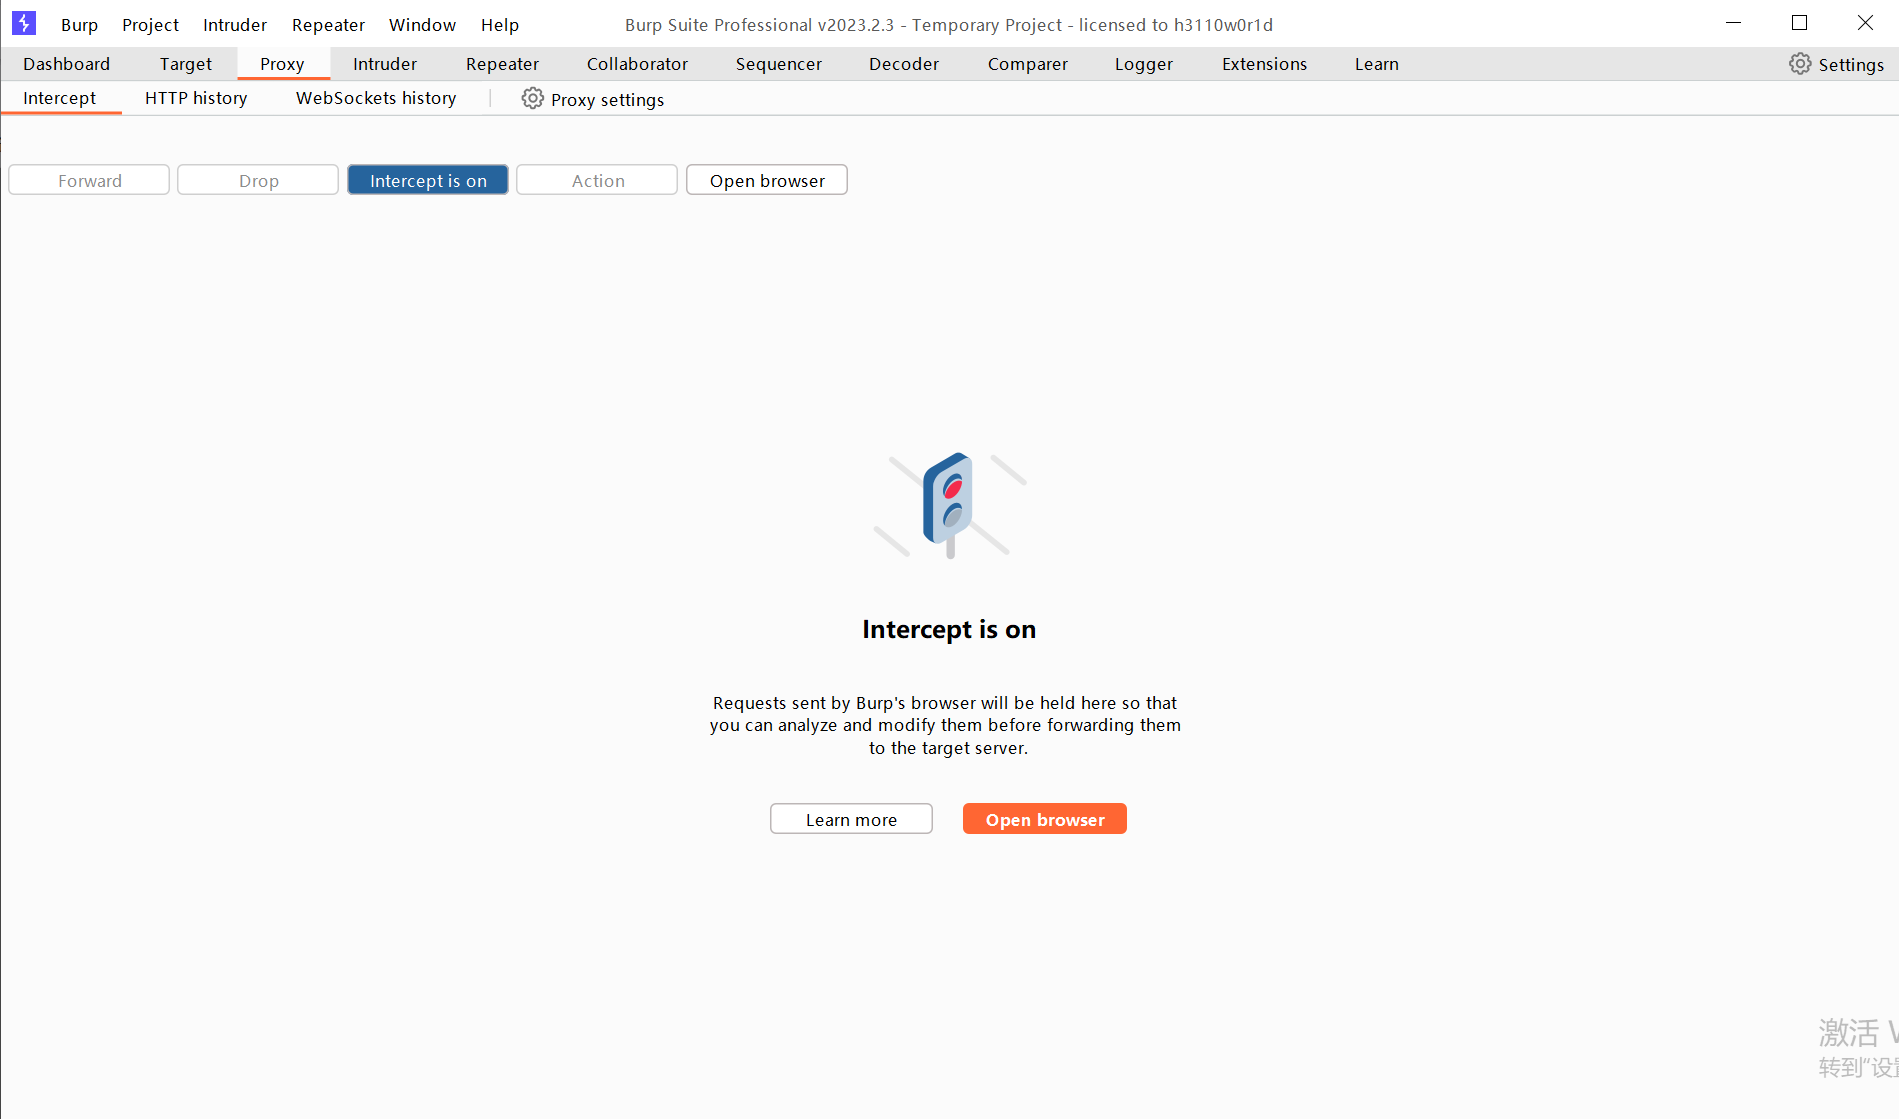 Burp Project Intruder Repeater Window Help Burp Suite Professional v2023.2.3 - Temporary Project - licensed to h3110w0r1d
Dashboard Target Proxy Intruder Repeater Collaborator Sequencer Decoder Comparer Logger Extensions Learn Settings
Intercept HTTP history WebSockets history Proxy settings
Forward Drop Intercept is on Action Open browser
Intercept is on
Requests sent by Burp's browser will be held here so that
you can analyze and modify them before forwarding them
to the target server.
Learn more Open browser
激活
转到"设置